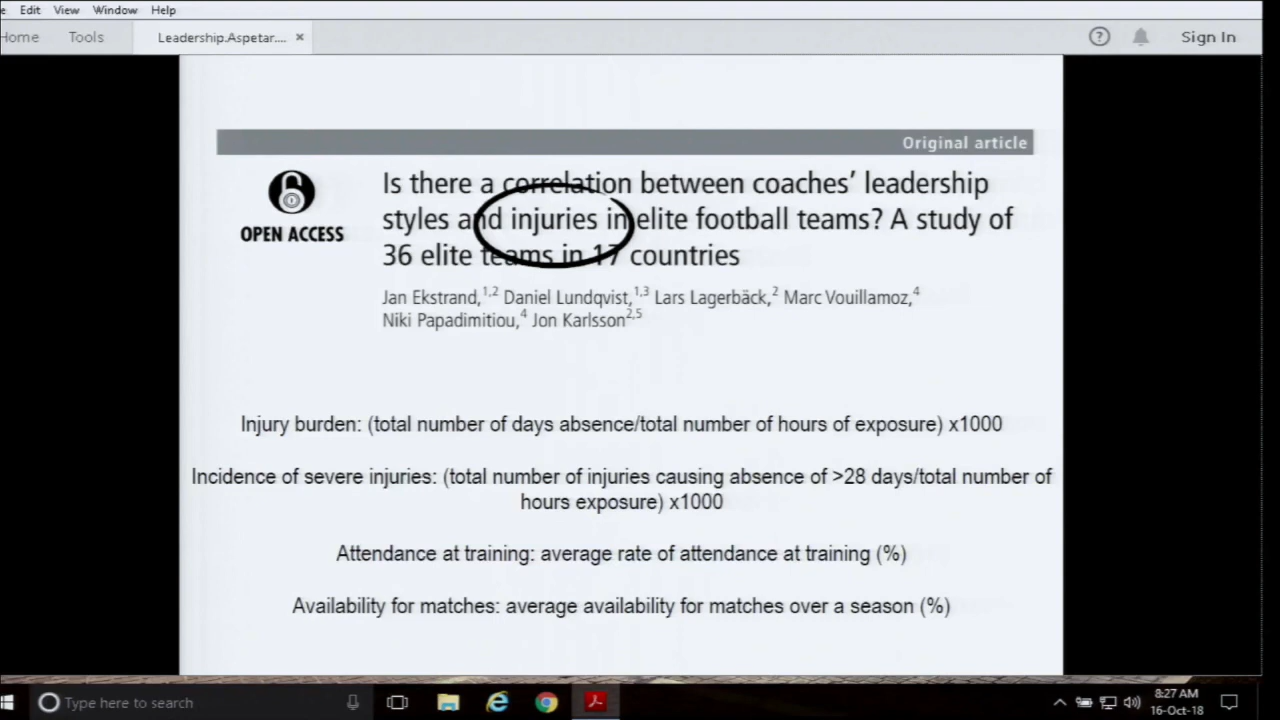 Edit View Window Help
Home Tools Leadership.Aspetar.... × Sign In
Original article
OPEN ACCESS
Is there a correlation between coaches’ leadership
styles and injuries in elite football teams? A study of
36 elite teams in 17 countries
Jan Ekstrand,1,2 Daniel Lundqvist,1,3 Lars Lagerbäck,2 Marc Vouillamoz,4
Niki Papadimitiou,4 Jon Karlsson2,5
Injury burden: (total number of days absence/total number of hours of exposure) x1000
Incidence of severe injuries: (total number of injuries causing absence of >28 days/total number of
hours exposure) x1000
Attendance at training: average rate of attendance at training (%)
Availability for matches: average availability for matches over a season (%)
Type here to search
8:27 AM
16-Oct-18